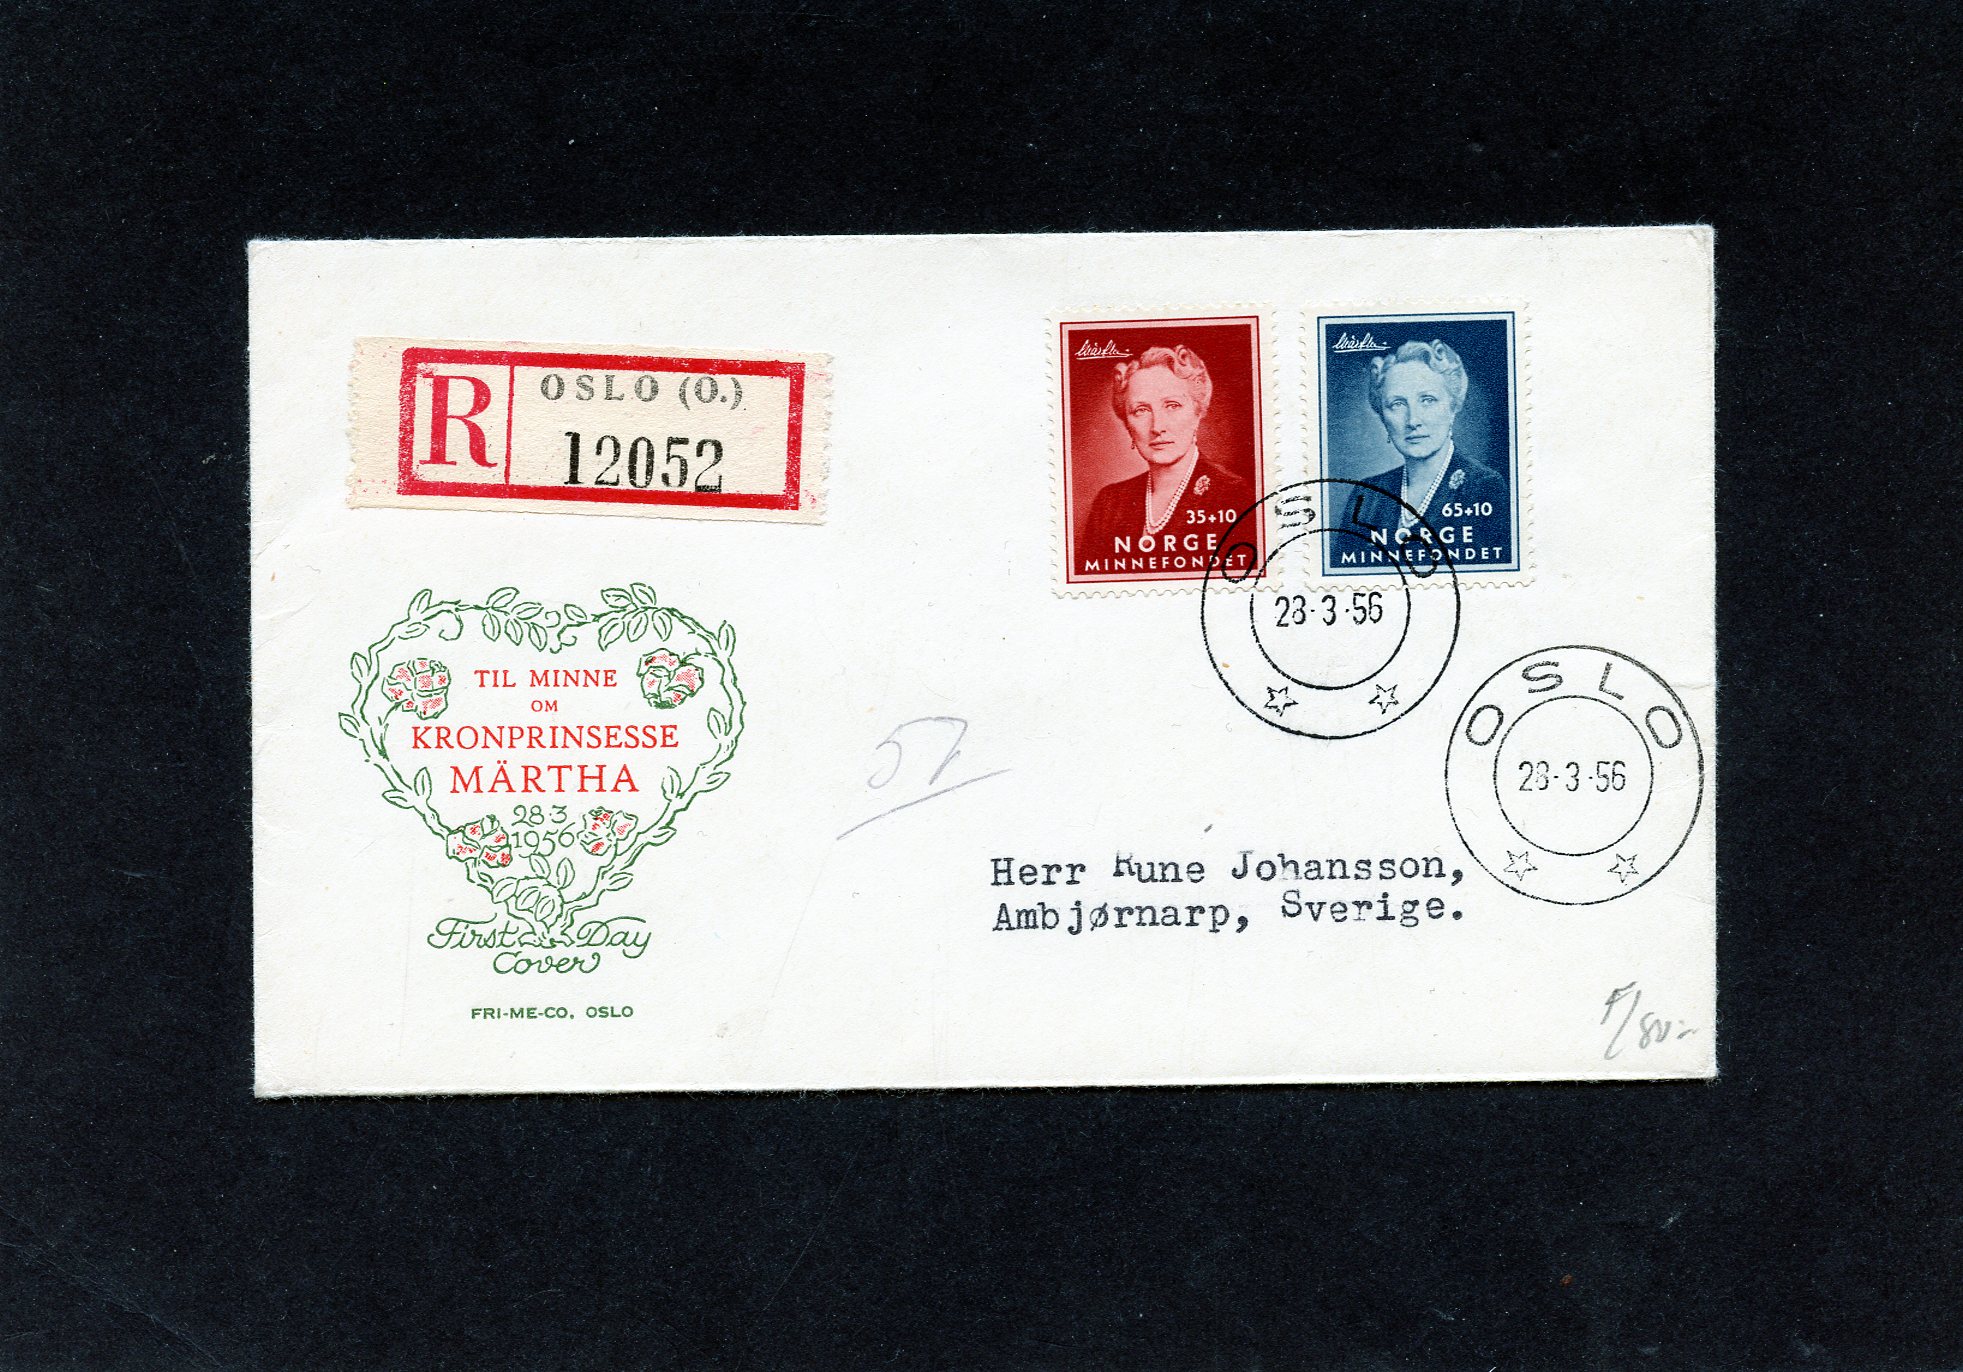 R
OSLO (O.)
12052
Märtha
35+10
NORGE
MINNEFONDET
Märtha
65+10
NORGE
MINNEFONDET
OSLO
28·3·56
OSLO
28·3·56
TIL MINNE
OM
KRONPRINSESSE
MÄRTHA
28·3
1956
First Day
Cover
FRI-ME-CO. OSLO
Herr Rune Johansson,
Ambjørnarp, Sverige.